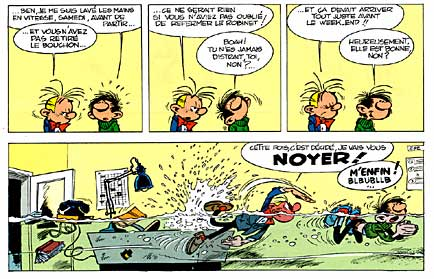 ...BEN, JE ME SUIS LAVÉ LES MAINS
EN VITESSE, SAMEDI, AVANT DE
PARTIR...
...ET VOUS N'AVEZ
PAS RETIRÉ
LE BOUCHON...
...CE NE SERAIT RIEN
SI VOUS N'AVIEZ PAS OUBLIÉ
DE REFERMER LE ROBINET!
BOAH!
TU N'ES JAMAIS
DISTRAIT, TOI,
NON?...
...ET ÇA DEVAIT ARRIVER
TOUT JUSTE AVANT
LE WEEK-END!
HEUREUSEMENT,
ELLE EST BONNE,
NON?
CETTE FOIS, C'EST DÉCIDÉ, JE VAIS VOUS
NOYER!
M'ENFIN!
BLBUBLLB